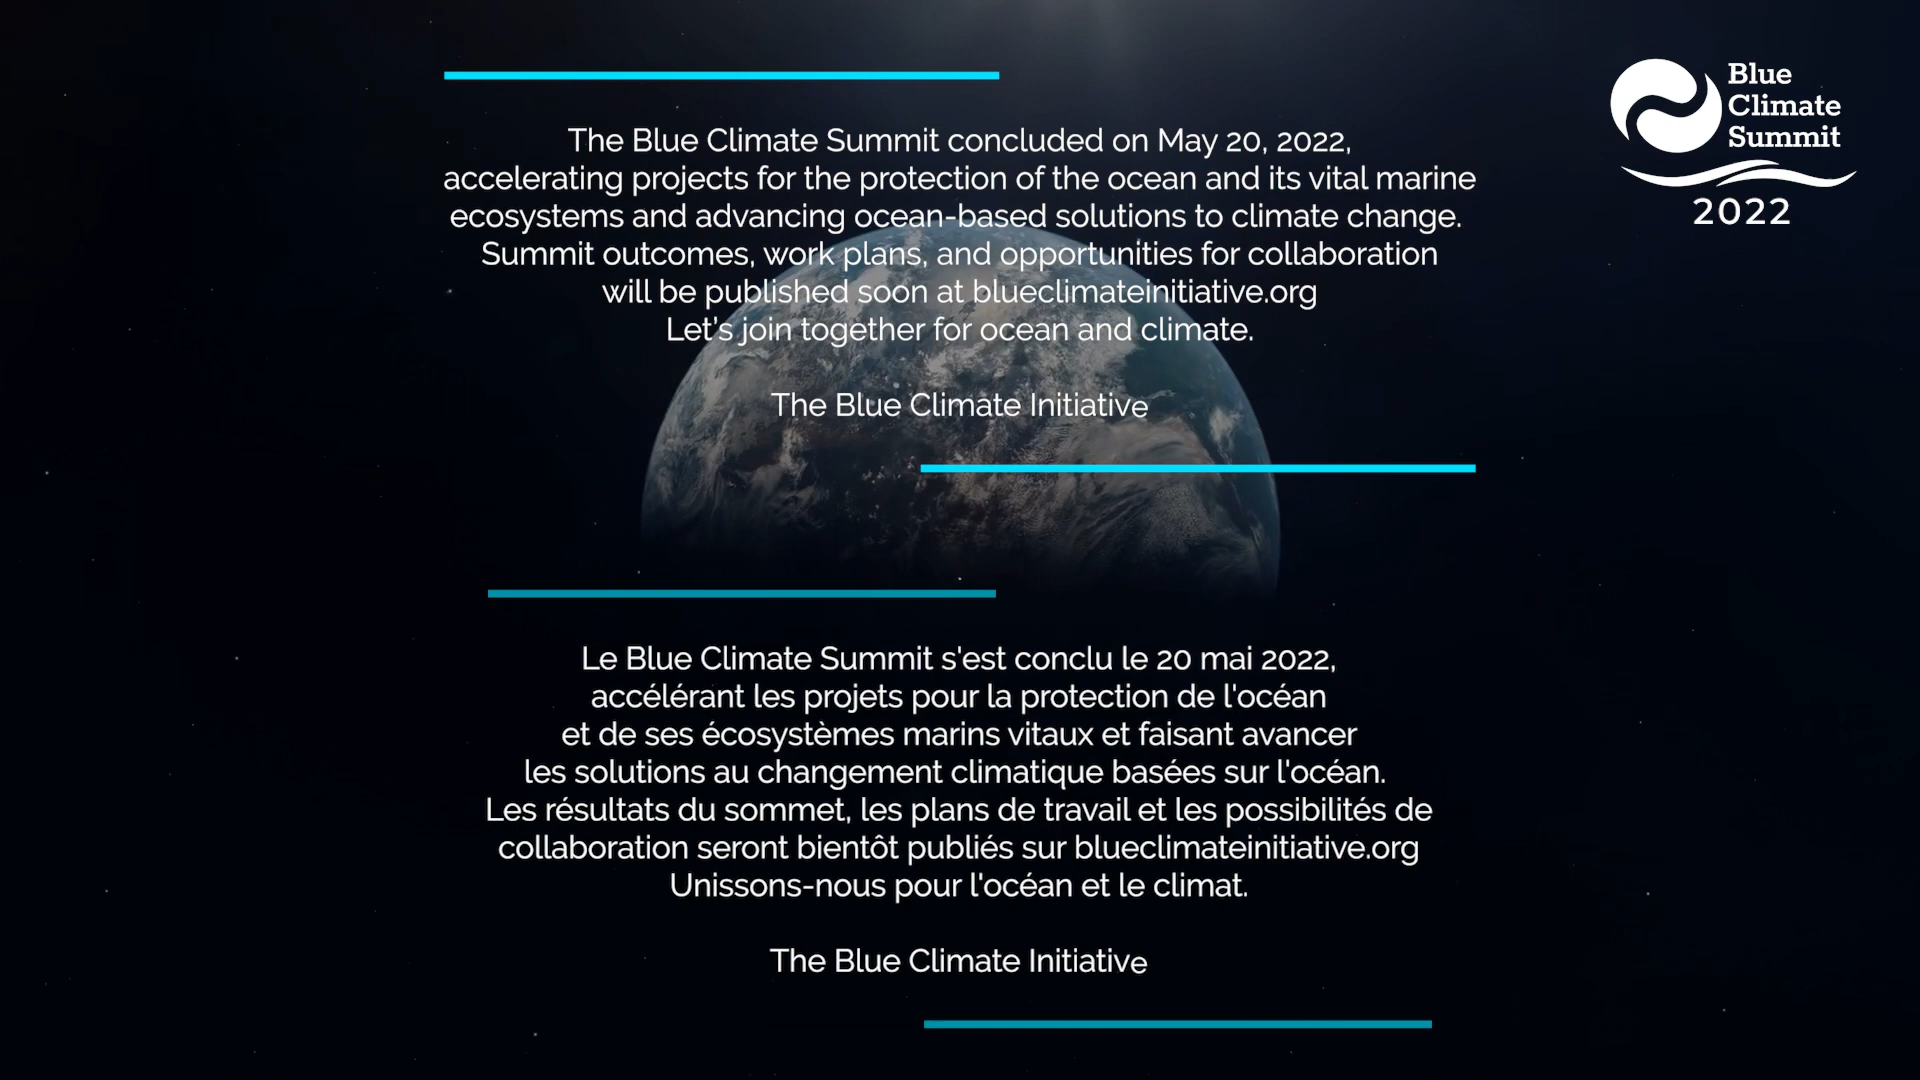 The Blue Climate Summit concluded on May 20, 2022,
accelerating projects for the protection of the ocean and its vital marine
ecosystems and advancing ocean-based solutions to climate change.
Summit outcomes, work plans, and opportunities for collaboration
will be published soon at blueclimateinitiative.org
Let's join together for ocean and climate.
The Blue Climate Initiative
Blue
Climate
Summit
2022
Le Blue Climate Summit s'est conclu le 20 mai 2022,
accélérant les projets pour la protection de l'océan
et de ses écosystèmes marins vitaux et faisant avancer
les solutions au changement climatique basées sur l'océan.
Les résultats du sommet, les plans de travail et les possibilités de
collaboration seront bientôt publiés sur blueclimateinitiative.org
Unissons-nous pour l'océan et le climat.
The Blue Climate Initiative